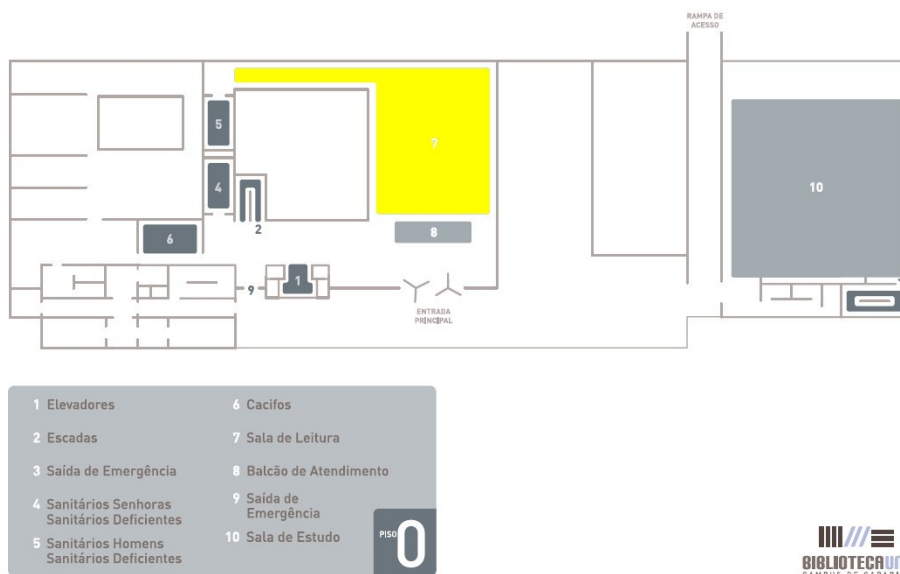 RAMPA DE
ACESSO
5
7
4
10
2
8
6
1
9
ENTRADA
PRINCIPAL
1 Elevadores
2 Escadas
3 Saída de Emergência
4 Sanitários Senhoras
Sanitários Deficientes
5 Sanitários Homens
Sanitários Deficientes
6 Cacifos
7 Sala de Leitura
8 Balcão de Atendimento
9 Saída de
Emergência
10 Sala de Estudo
PISO 0